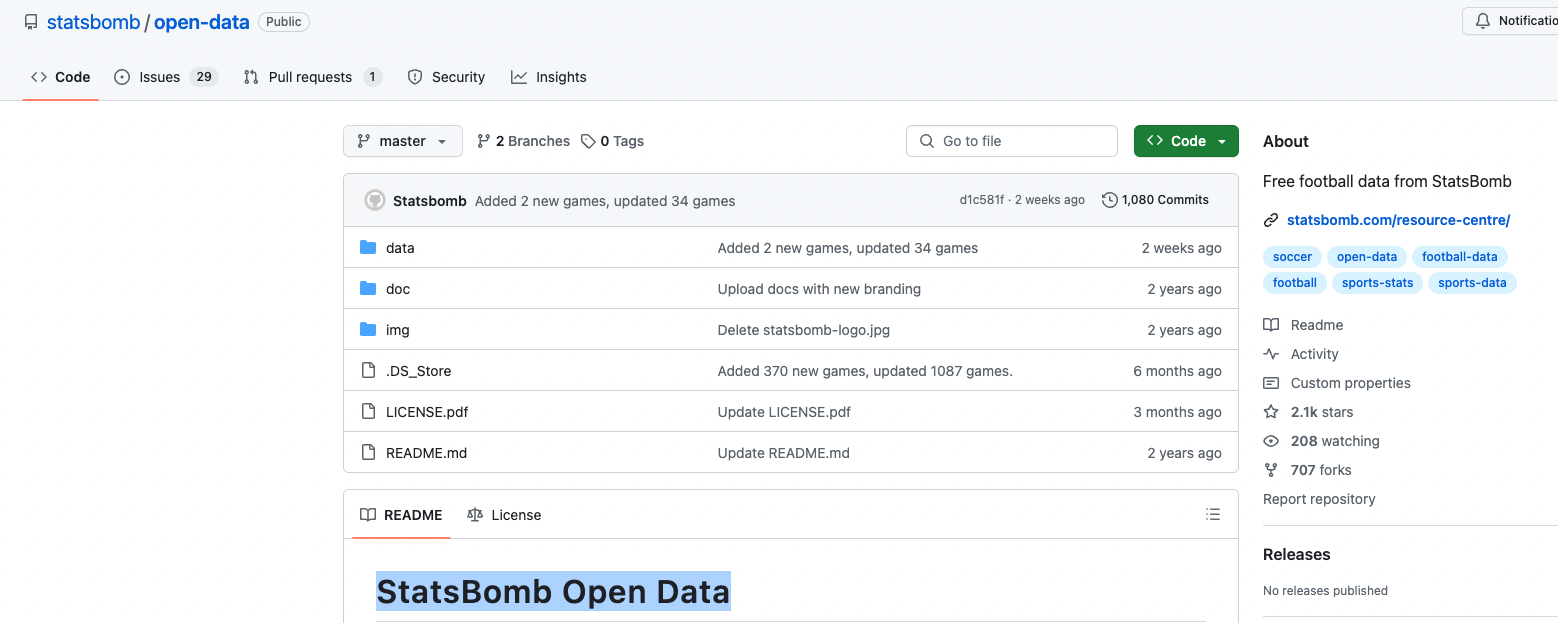 statsbomb / open-data Public
Notificatio
Code Issues 29 Pull requests 1 Security Insights
master 2 Branches 0 Tags Go to file Code
Statsbomb Added 2 new games, updated 34 games d1c581f · 2 weeks ago 1,080 Commits
data Added 2 new games, updated 34 games 2 weeks ago
doc Upload docs with new branding 2 years ago
img Delete statsbomb-logo.jpg 2 years ago
.DS_Store Added 370 new games, updated 1087 games. 6 months ago
LICENSE.pdf Update LICENSE.pdf 3 months ago
README.md Update README.md 2 years ago
README License
StatsBomb Open Data
About
Free football data from StatsBomb
statsbomb.com/resource-centre/
soccer open-data football-data
football sports-stats sports-data
Readme
Activity
Custom properties
2.1k stars
208 watching
707 forks
Report repository
Releases
No releases published